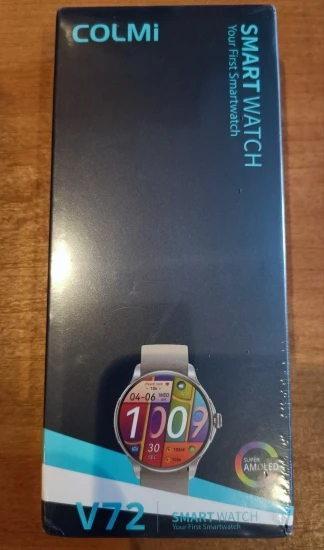 COLMi
SMART WATCH
Your First Smartwatch
04-06
1009
30
SUPER
AMOLED
V72
SMART WATCH
Your First Smartwatch